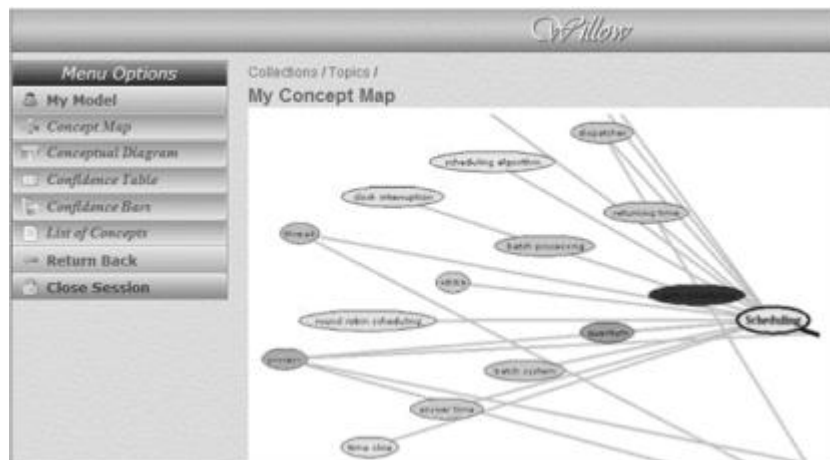 Willow
Menu Options
My Model
Concept Map
Conceptual Diagram
Confidence Table
Confidence Bars
List of Concepts
Return Back
Close Session
Collections / Topics /
My Concept Map
dispatcher
scheduling algorithm
clock interruption
returning time
thread
batch processing
Scheduling
round robin scheduling
quantum
process
batch system
answer time
time slice